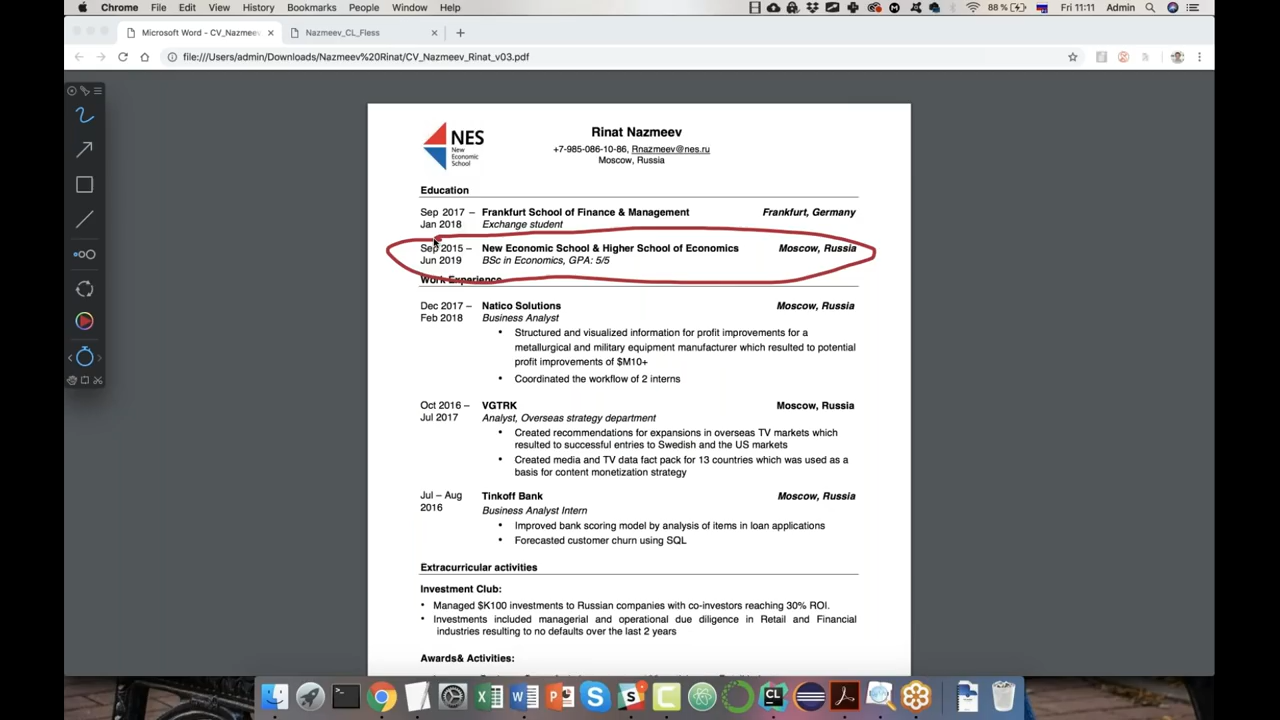 Chrome File Edit View History Bookmarks People Window Help 88 % Fri 11:11 Admin
Microsoft Word - CV_Nazmeev Nazmeev_CL_Fless
file:///Users/admin/Downloads/Nazmeev%20Rinat/CV_Nazmeev_Rinat_v03.pdf
NES
New
Economic
School
Rinat Nazmeev
+7-985-086-10-86, Rnazmeev@nes.ru
Moscow, Russia
Education
Sep 2017 – Frankfurt School of Finance & Management Frankfurt, Germany
Jan 2018 Exchange student
Sep 2015 – New Economic School & Higher School of Economics Moscow, Russia
Jun 2019 BSc in Economics, GPA: 5/5
Work Experience
Dec 2017 – Natico Solutions Moscow, Russia
Feb 2018 Business Analyst
• Structured and visualized information for profit improvements for a
metallurgical and military equipment manufacturer which resulted to potential
profit improvements of $M10+
• Coordinated the workflow of 2 interns
Oct 2016 – VGTRK Moscow, Russia
Jul 2017 Analyst, Overseas strategy department
• Created recommendations for expansions in overseas TV markets which
resulted to successful entries to Swedish and the US markets
• Created media and TV data fact pack for 13 countries which was used as a
basis for content monetization strategy
Jul – Aug Tinkoff Bank Moscow, Russia
2016 Business Analyst Intern
• Improved bank scoring model by analysis of items in loan applications
• Forecasted customer churn using SQL
Extracurricular activities
Investment Club:
• Managed $K100 investments to Russian companies with co-investors reaching 30% ROI.
• Investments included managerial and operational due diligence in Retail and Financial
industries resulting to no defaults over the last 2 years
Awards& Activities: